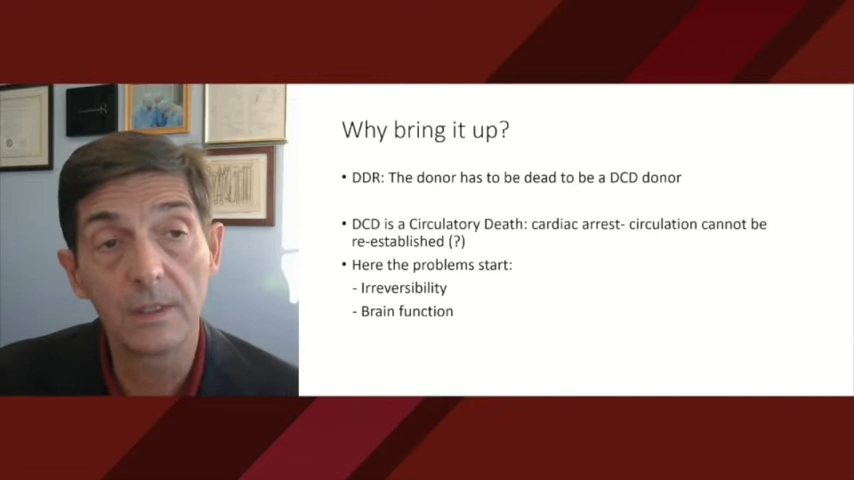 Why bring it up?
• DDR: The donor has to be dead to be a DCD donor
• DCD is a Circulatory Death: cardiac arrest- circulation cannot be
re-established (?)
• Here the problems start:
- Irreversibility
- Brain function